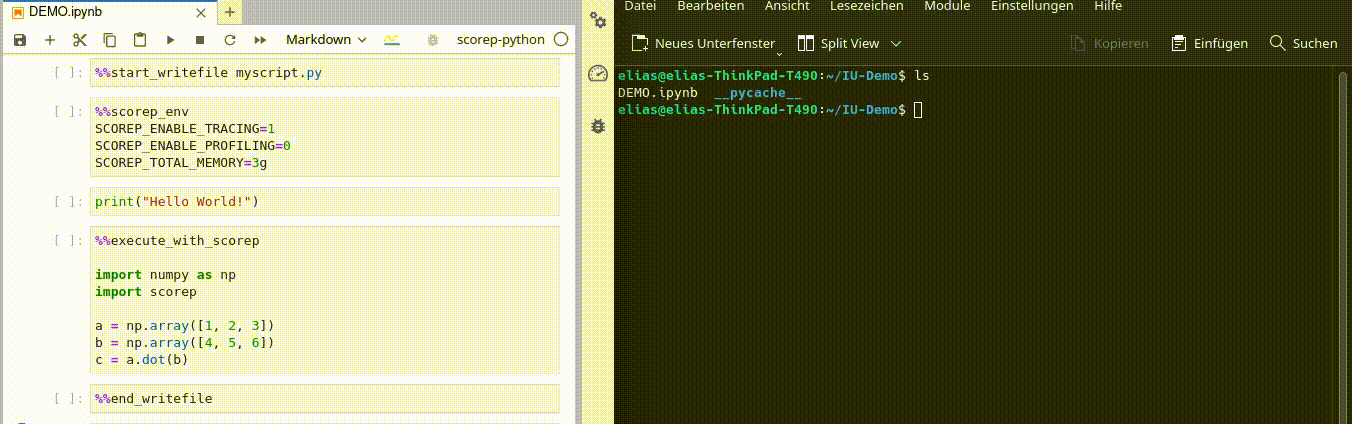 DEMO.ipynb
Markdown
scorep-python
[ ]: %%start_writefile myscript.py
[ ]: %%scorep_env
SCOREP_ENABLE_TRACING=1
SCOREP_ENABLE_PROFILING=0
SCOREP_TOTAL_MEMORY=3g
[ ]: print("Hello World!")
[ ]: %%execute_with_scorep
import numpy as np
import scorep
a = np.array([1, 2, 3])
b = np.array([4, 5, 6])
c = a.dot(b)
[ ]: %%end_writefile
Datei Bearbeiten Ansicht Lesezeichen Module Einstellungen Hilfe
Neues Unterfenster Split View Kopieren Einfügen Suchen
elias@elias-ThinkPad-T490:~/IU-Demo$ ls
DEMO.ipynb __pycache__
elias@elias-ThinkPad-T490:~/IU-Demo$